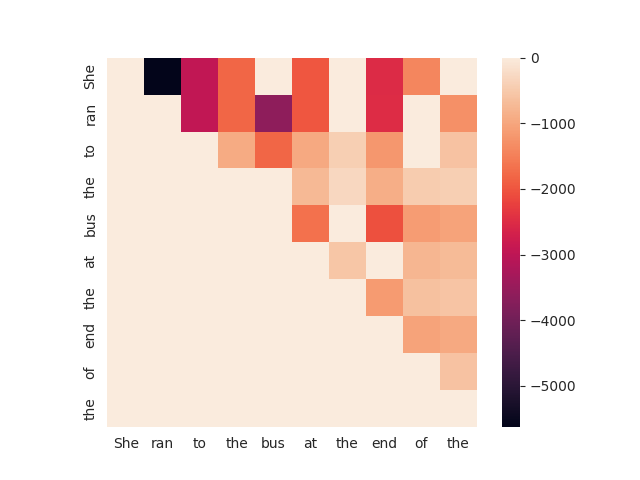 She
ran
to
the
bus
at
the
end
of
the
She ran to the bus at the end of the
0
−1000
−2000
−3000
−4000
−5000